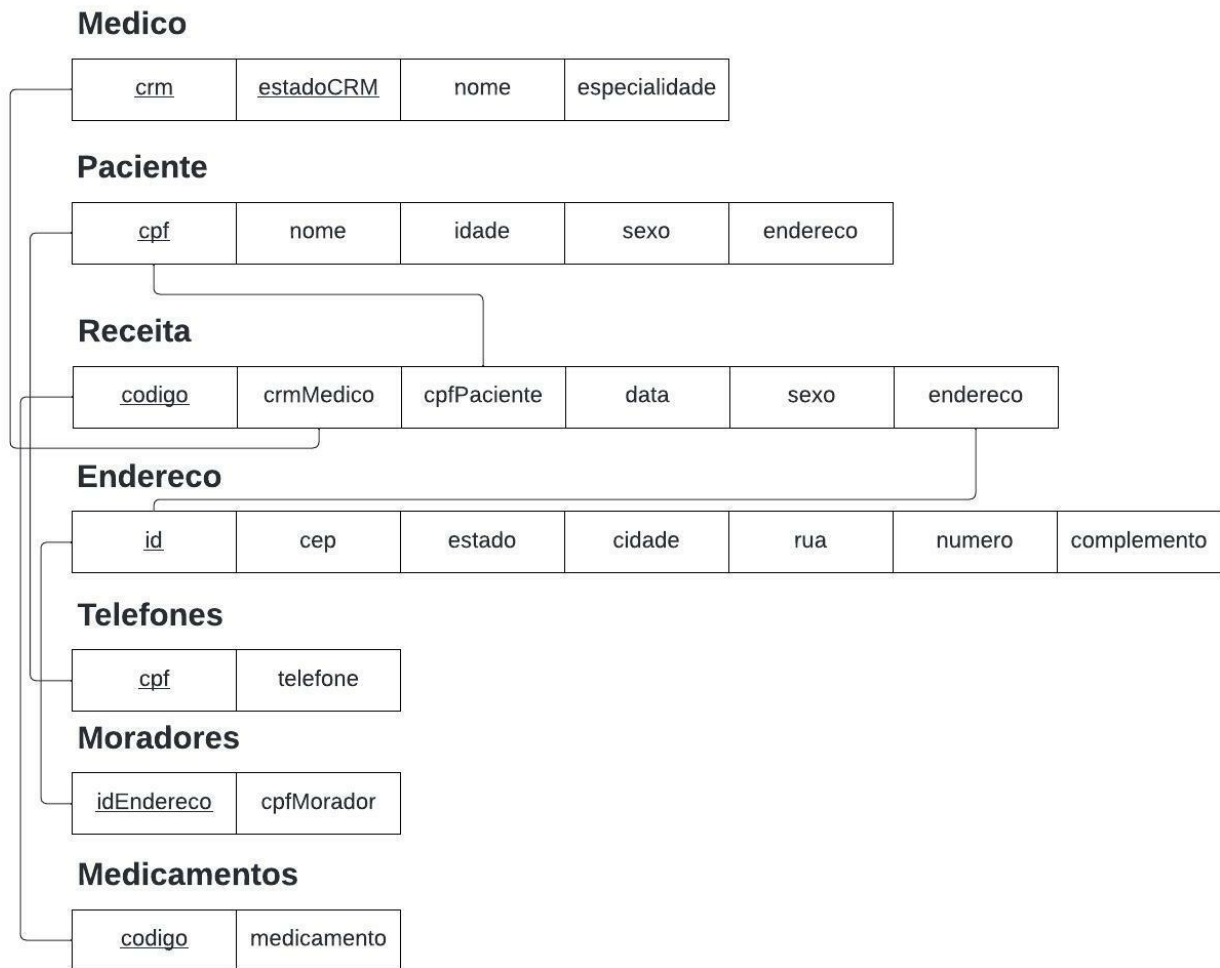 Medico
crm estadoCRM nome especialidade
Paciente
cpf nome idade sexo endereco
Receita
codigo crmMedico cpfPaciente data sexo endereco
Endereco
id cep estado cidade rua numero complemento
Telefones
cpf telefone
Moradores
idEndereco cpfMorador
Medicamentos
codigo medicamento